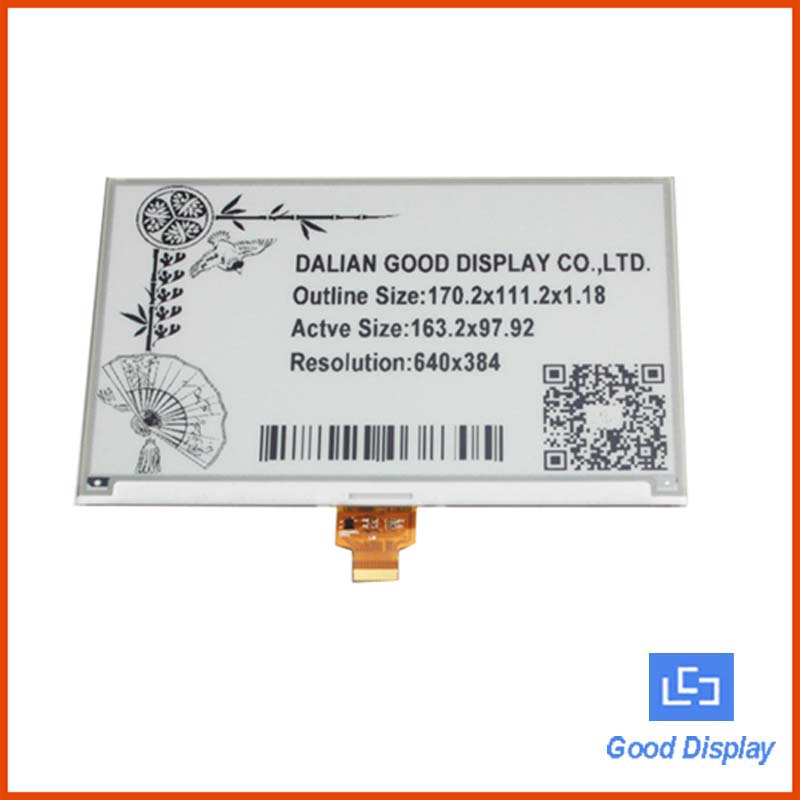 DALIAN GOOD DISPLAY CO.,LTD.
Outline Size:170.2x111.2x1.18
Actve Size:163.2x97.92
Resolution:640x384
Good Display